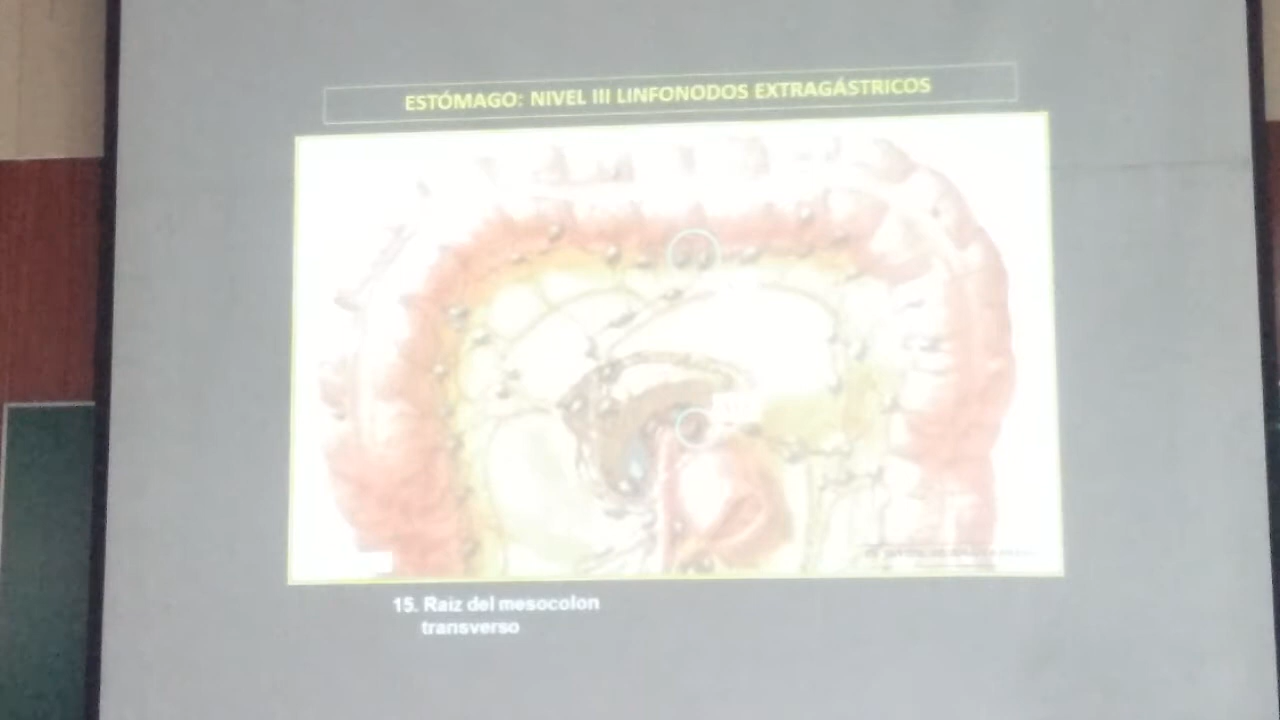 ESTÓMAGO: NIVEL III LINFONODOS EXTRAGÁSTRICOS
15. Raiz del mesocolon
transverso